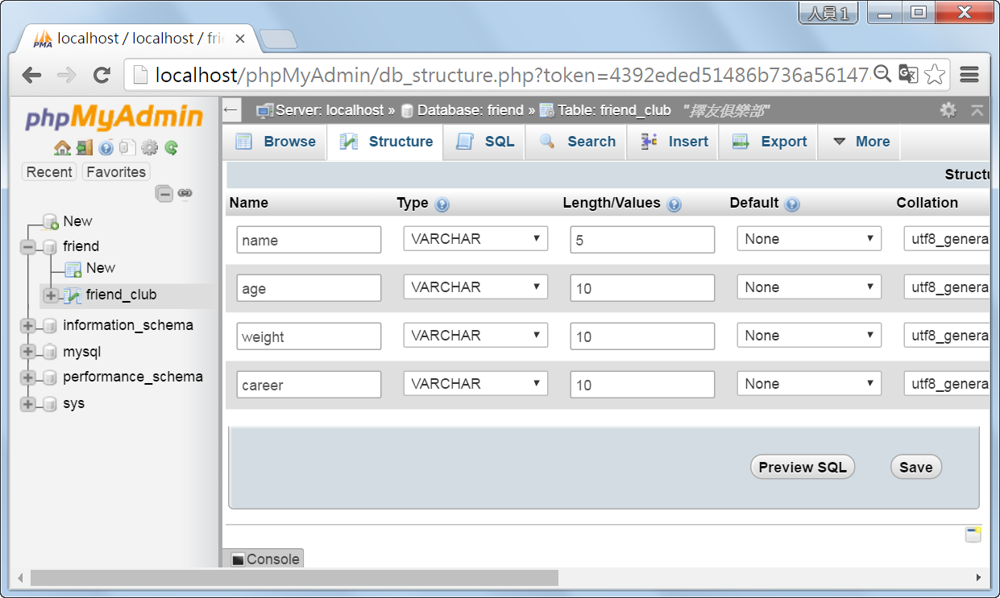 人員 1
PMA localhost / localhost / frie
localhost/phpMyAdmin/db_structure.php?token=4392eded51486b736a56147
phpMyAdmin
Recent Favorites
New
friend
New
friend_club
information_schema
mysql
performance_schema
sys
Server: localhost » Database: friend » Table: friend_club "擇友俱樂部"
Browse Structure SQL Search Insert Export More
Structu
Name Type Length/Values Default Collation
name VARCHAR 5 None utf8_genera
age VARCHAR 10 None utf8_genera
weight VARCHAR 10 None utf8_genera
career VARCHAR 10 None utf8_genera
Preview SQL Save
Console